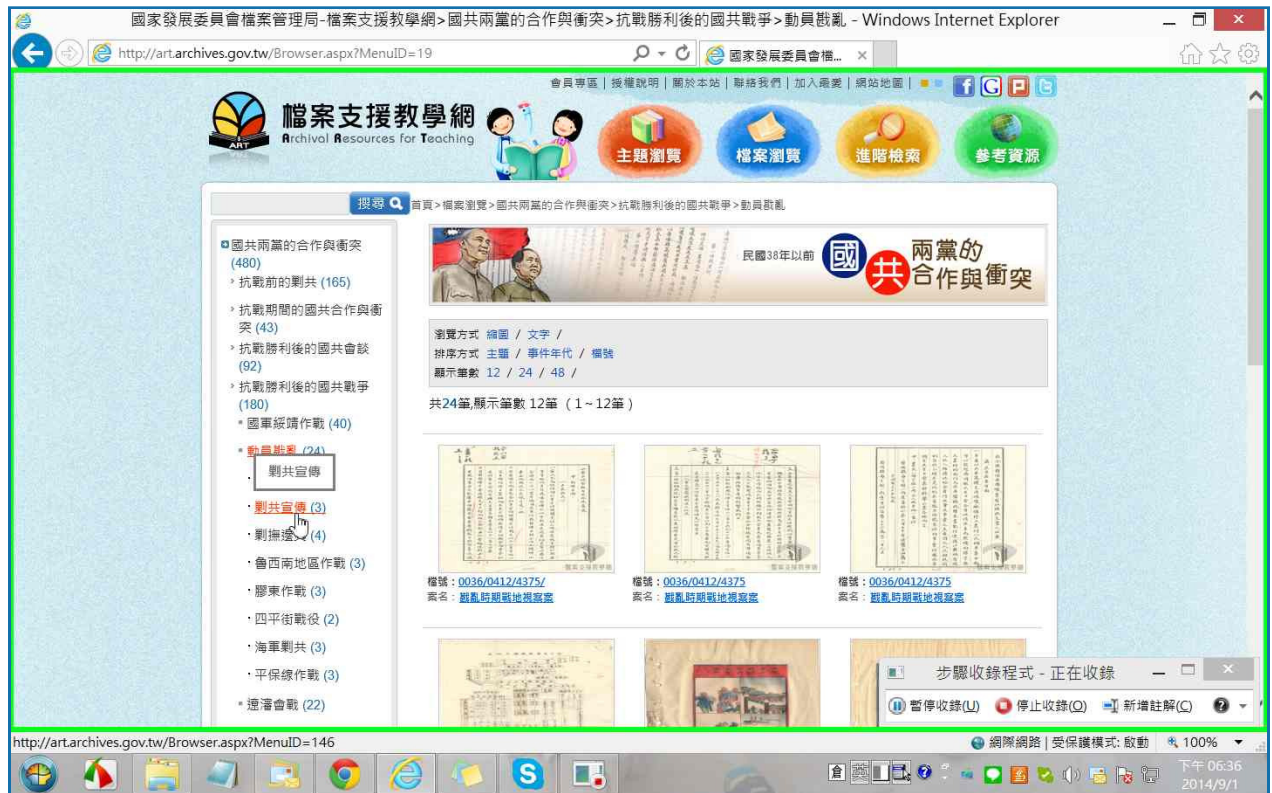 國家發展委員會檔案管理局-檔案支援教學網>國共兩黨的合作與衝突>抗戰勝利後的國共戰爭>動員戡亂 - Windows Internet Explorer
http://art.archives.gov.tw/Browser.aspx?MenuID=19
國家發展委員會檔...
會員專區 | 授權說明 | 關於本站 | 聯絡我們 | 加入最愛 | 網站地圖 |
檔案支援教學網
Archival Resources for Teaching
ART
主題瀏覽
檔案瀏覽
進階檢索
參考資源
搜尋
首頁>檔案瀏覽>國共兩黨的合作與衝突>抗戰勝利後的國共戰爭>動員戡亂
國共兩黨的合作與衝突
(480)
抗戰前的剿共 (165)
抗戰期間的國共合作與衝
突 (43)
抗戰勝利後的國共會談
(92)
抗戰勝利後的國共戰爭
(180)
國軍綏靖作戰 (40)
動員戡亂 (24)
剿共宣傳
剿共宣傳 (3)
剿撫 (4)
魯西南地區作戰 (3)
膠東作戰 (3)
四平街戰役 (2)
海軍剿共 (3)
平保線作戰 (3)
遼瀋會戰 (22)
民國38年以前
國共
兩黨的
合作與衝突
瀏覽方式 縮圖 / 文字 /
排序方式 主題 / 事件年代 / 檔號
顯示筆數 12 / 24 / 48 /
共24筆,顯示筆數 12筆 (1~12筆)
檔號:0036/0412/4375/
案名:戡亂時期戰地視察案
檔號:0036/0412/4375
案名:戡亂時期戰地視察案
檔號:0036/0412/4375
案名:戡亂時期戰地視察案
步驟收錄程式 - 正在收錄
暫停收錄(U)
停止收錄(O)
新增註解(C)
http://art.archives.gov.tw/Browser.aspx?MenuID=146
網際網路 | 受保護模式: 啟動
100%
下午 06:36
2014/9/1